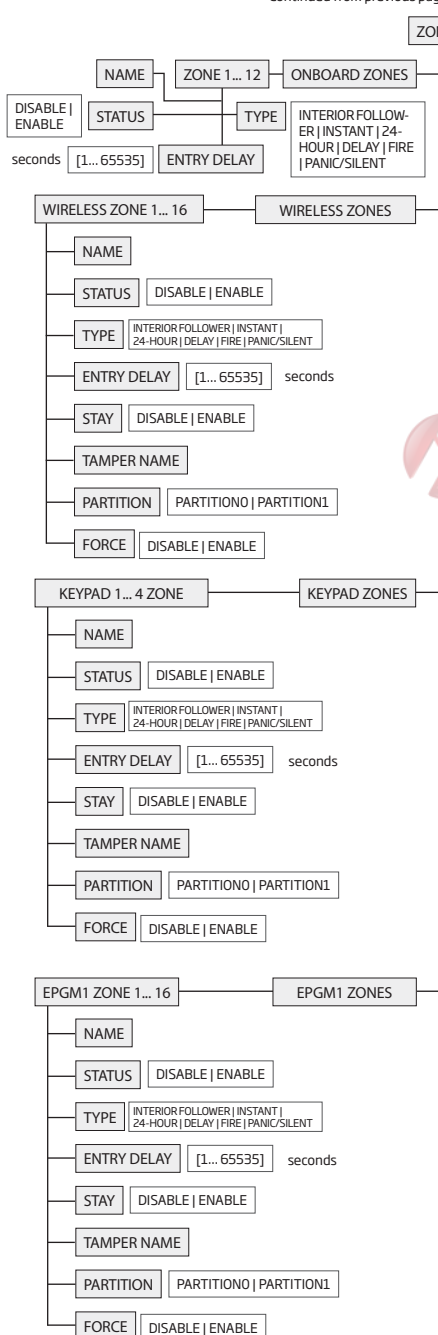 ZONE 1... 12
ONBOARD ZONES
NAME
DISABLE |
ENABLE
STATUS
TYPE
INTERIOR FOLLOW-
ER | INSTANT | 24-
HOUR | DELAY | FIRE
| PANIC/SILENT
seconds [1... 65535] ENTRY DELAY
WIRELESS ZONE 1... 16 WIRELESS ZONES
NAME
STATUS DISABLE | ENABLE
TYPE INTERIOR FOLLOWER | INSTANT |
24-HOUR | DELAY | FIRE | PANIC/SILENT
ENTRY DELAY [1... 65535] seconds
STAY DISABLE | ENABLE
TAMPER NAME
PARTITION PARTITION0 | PARTITION1
FORCE DISABLE | ENABLE
KEYPAD 1... 4 ZONE KEYPAD ZONES
NAME
STATUS DISABLE | ENABLE
TYPE INTERIOR FOLLOWER | INSTANT |
24-HOUR | DELAY | FIRE | PANIC/SILENT
ENTRY DELAY [1... 65535] seconds
STAY DISABLE | ENABLE
TAMPER NAME
PARTITION PARTITION0 | PARTITION1
FORCE DISABLE | ENABLE
EPGM1 ZONE 1... 16 EPGM1 ZONES
NAME
STATUS DISABLE | ENABLE
TYPE INTERIOR FOLLOWER | INSTANT |
24-HOUR | DELAY | FIRE | PANIC/SILENT
ENTRY DELAY [1... 65535] seconds
STAY DISABLE | ENABLE
TAMPER NAME
PARTITION PARTITION0 | PARTITION1
FORCE DISABLE | ENABLE